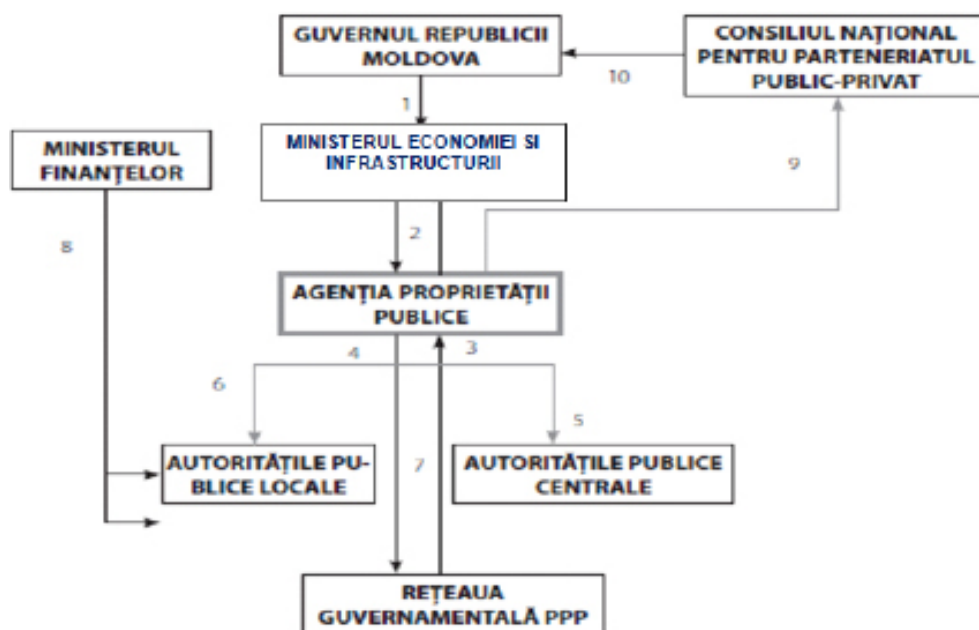 GUVERNUL REPUBLICII
MOLDOVA
CONSILIUL NAȚIONAL
PENTRU PARTENERIATUL
PUBLIC-PRIVAT
10
1
MINISTERUL ECONOMIEI SI
INFRASTRUCTURII
MINISTERUL
FINANȚELOR
9
8
2
AGENȚIA PROPRIETĂȚII
PUBLICE
4
3
6
5
AUTORITĂȚILE PU-
BLICE LOCALE
7
AUTORITĂȚILE PUBLICE
CENTRALE
REȚEAUA
GUVERNAMENTALĂ PPP